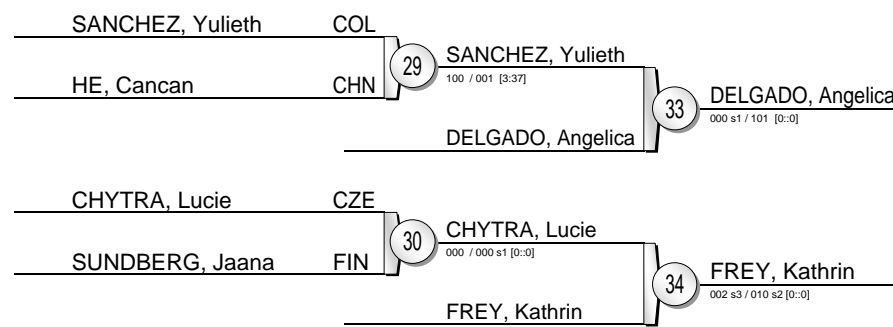 SANCHEZ, Yulieth COL
29
SANCHEZ, Yulieth
100 / 001 [3:37]
HE, Cancan CHN
33
DELGADO, Angelica
000 s1 / 101 [0::0]
DELGADO, Angelica
CHYTRA, Lucie CZE
30
CHYTRA, Lucie
000 / 000 s1 [0::0]
SUNDBERG, Jaana FIN
34
FREY, Kathrin
002 s3 / 010 s2 [0::0]
FREY, Kathrin